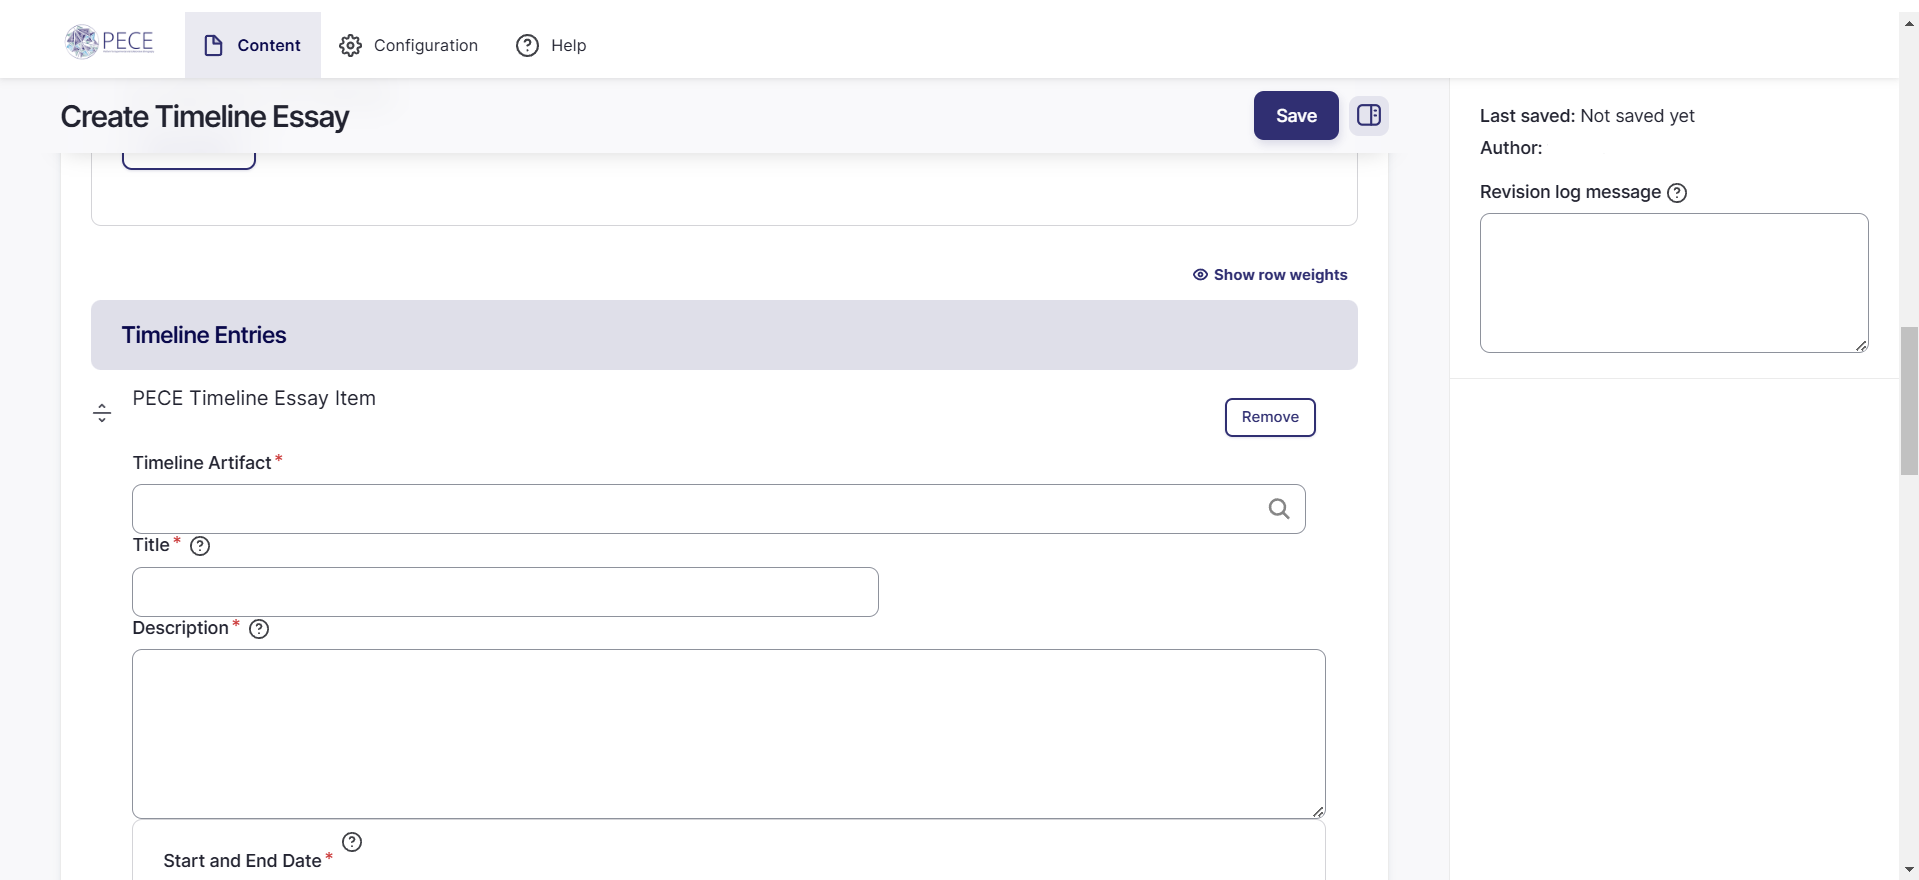 PECE
Content
Configuration
Help
Create Timeline Essay
Save
Last saved: Not saved yet
Author:
Revision log message
Show row weights
Timeline Entries
PECE Timeline Essay Item
Remove
Timeline Artifact*
Title*
Description*
Start and End Date*